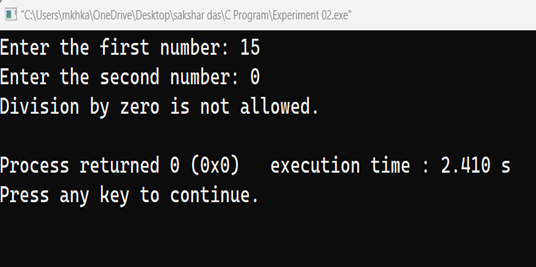 "C:\Users\mkhka\OneDrive\Desktop\sakshar das\C Program\Experiment 02.exe"
Enter the first number: 15
Enter the second number: 0
Division by zero is not allowed.
Process returned 0 (0x0)   execution time : 2.410 s
Press any key to continue.